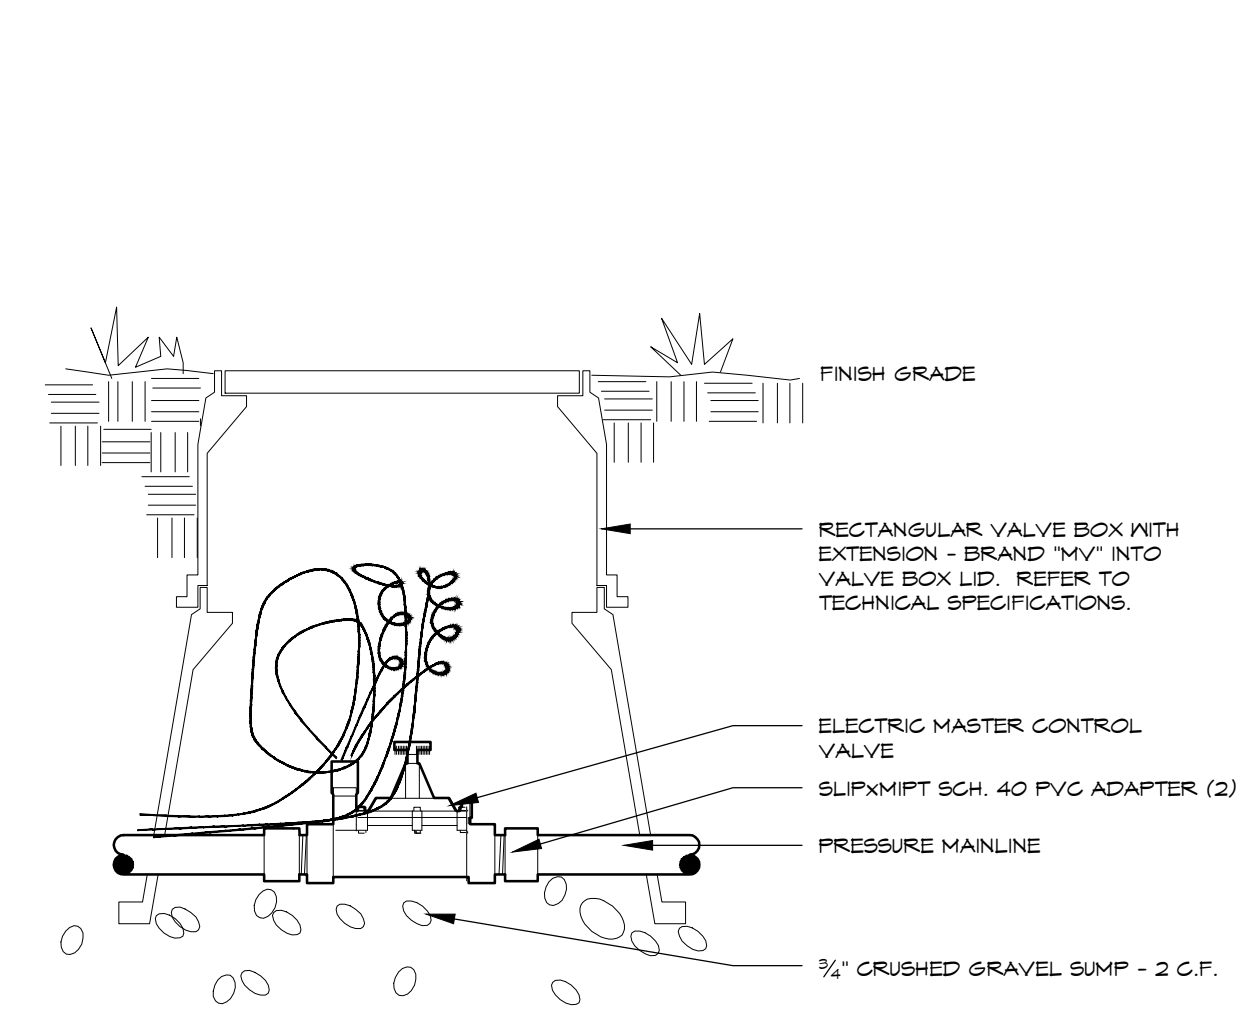 FINISH GRADE
RECTANGULAR VALVE BOX WITH
EXTENSION - BRAND "MV" INTO
VALVE BOX LID. REFER TO
TECHNICAL SPECIFICATIONS.
ELECTRIC MASTER CONTROL
VALVE
SLIPxMIPT SCH. 40 PVC ADAPTER (2)
PRESSURE MAINLINE
3/4" CRUSHED GRAVEL SUMP - 2 C.F.